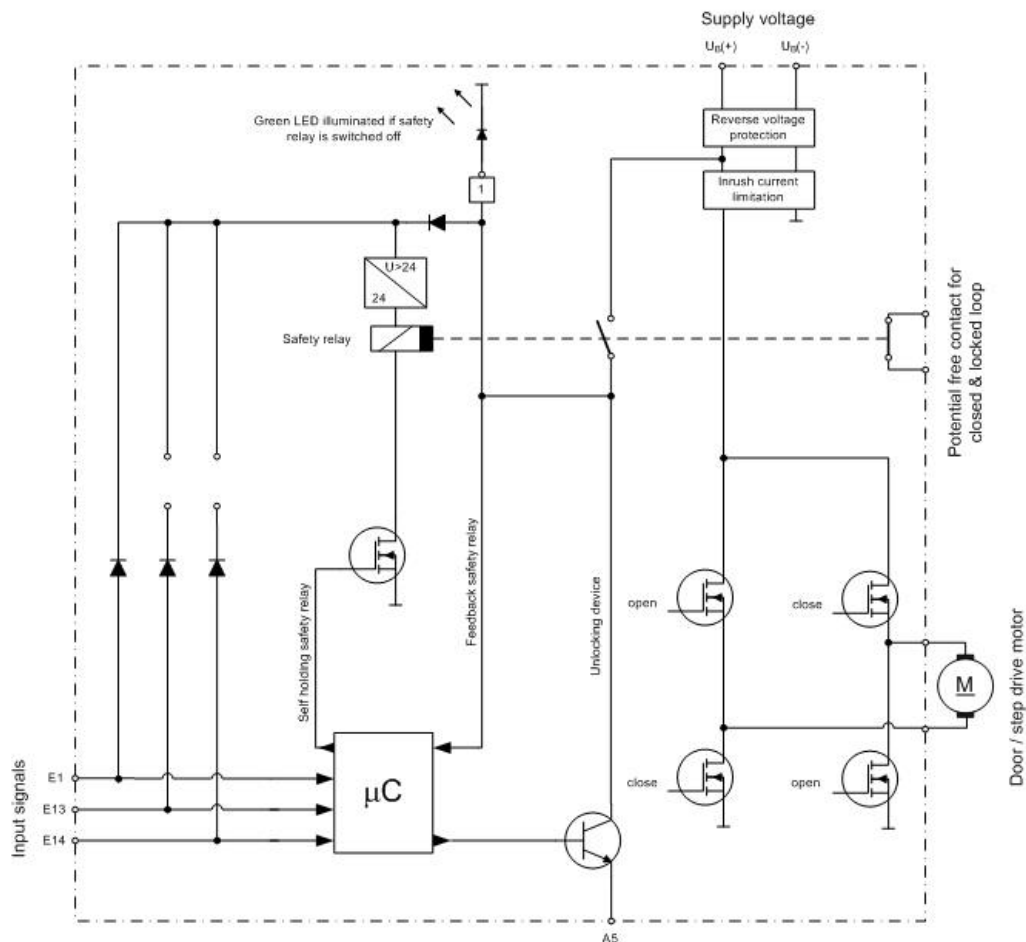 Supply voltage
UB(+)
UB(-)
Green LED illuminated if safety
relay is switched off
Reverse voltage
protection
Inrush current
limitation
1
U>24
24
Safety relay
Potential free contact for
closed & locked loop
Self holding safety relay
Feedback safety relay
Unlocking device
open
close
close
open
M
Door / step drive motor
Input signals
E1
E13
E14
µC
A5